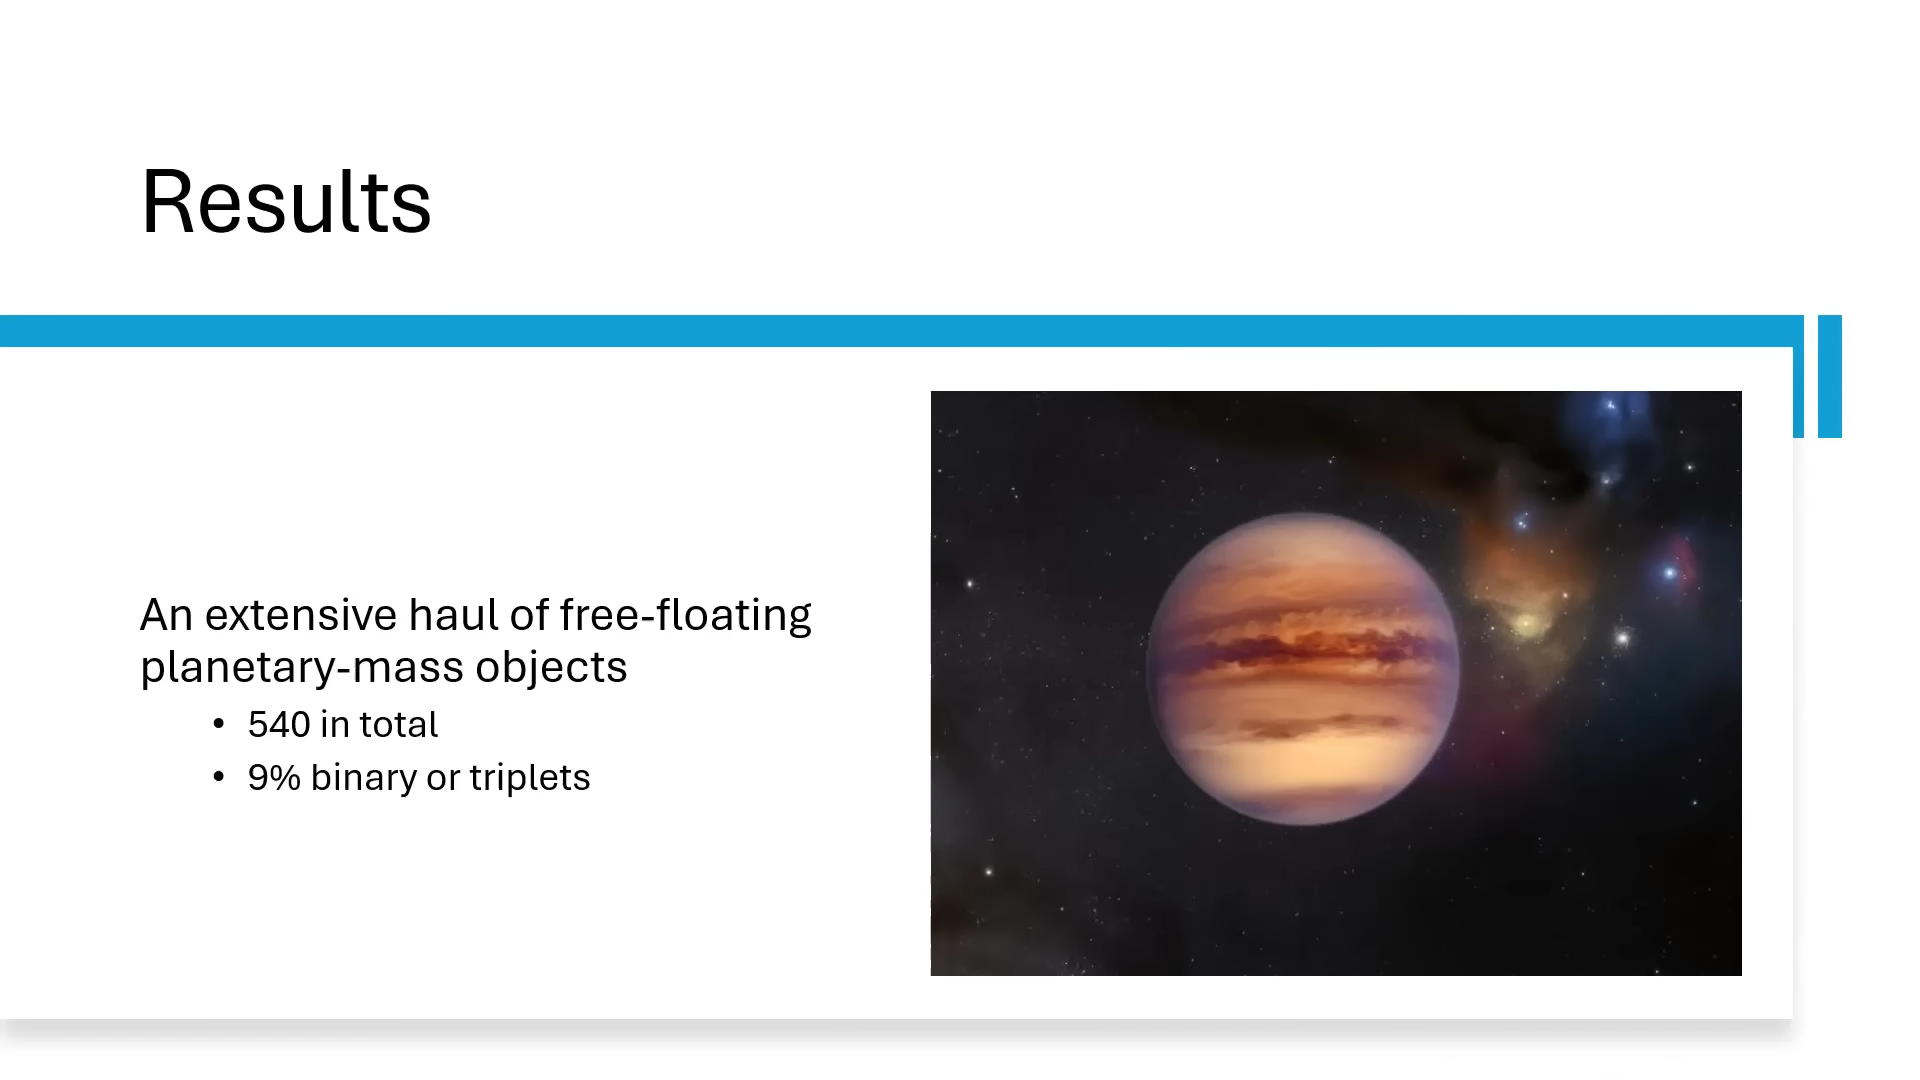 Results
An extensive haul of free-floating
planetary-mass objects
• 540 in total
• 9% binary or triplets